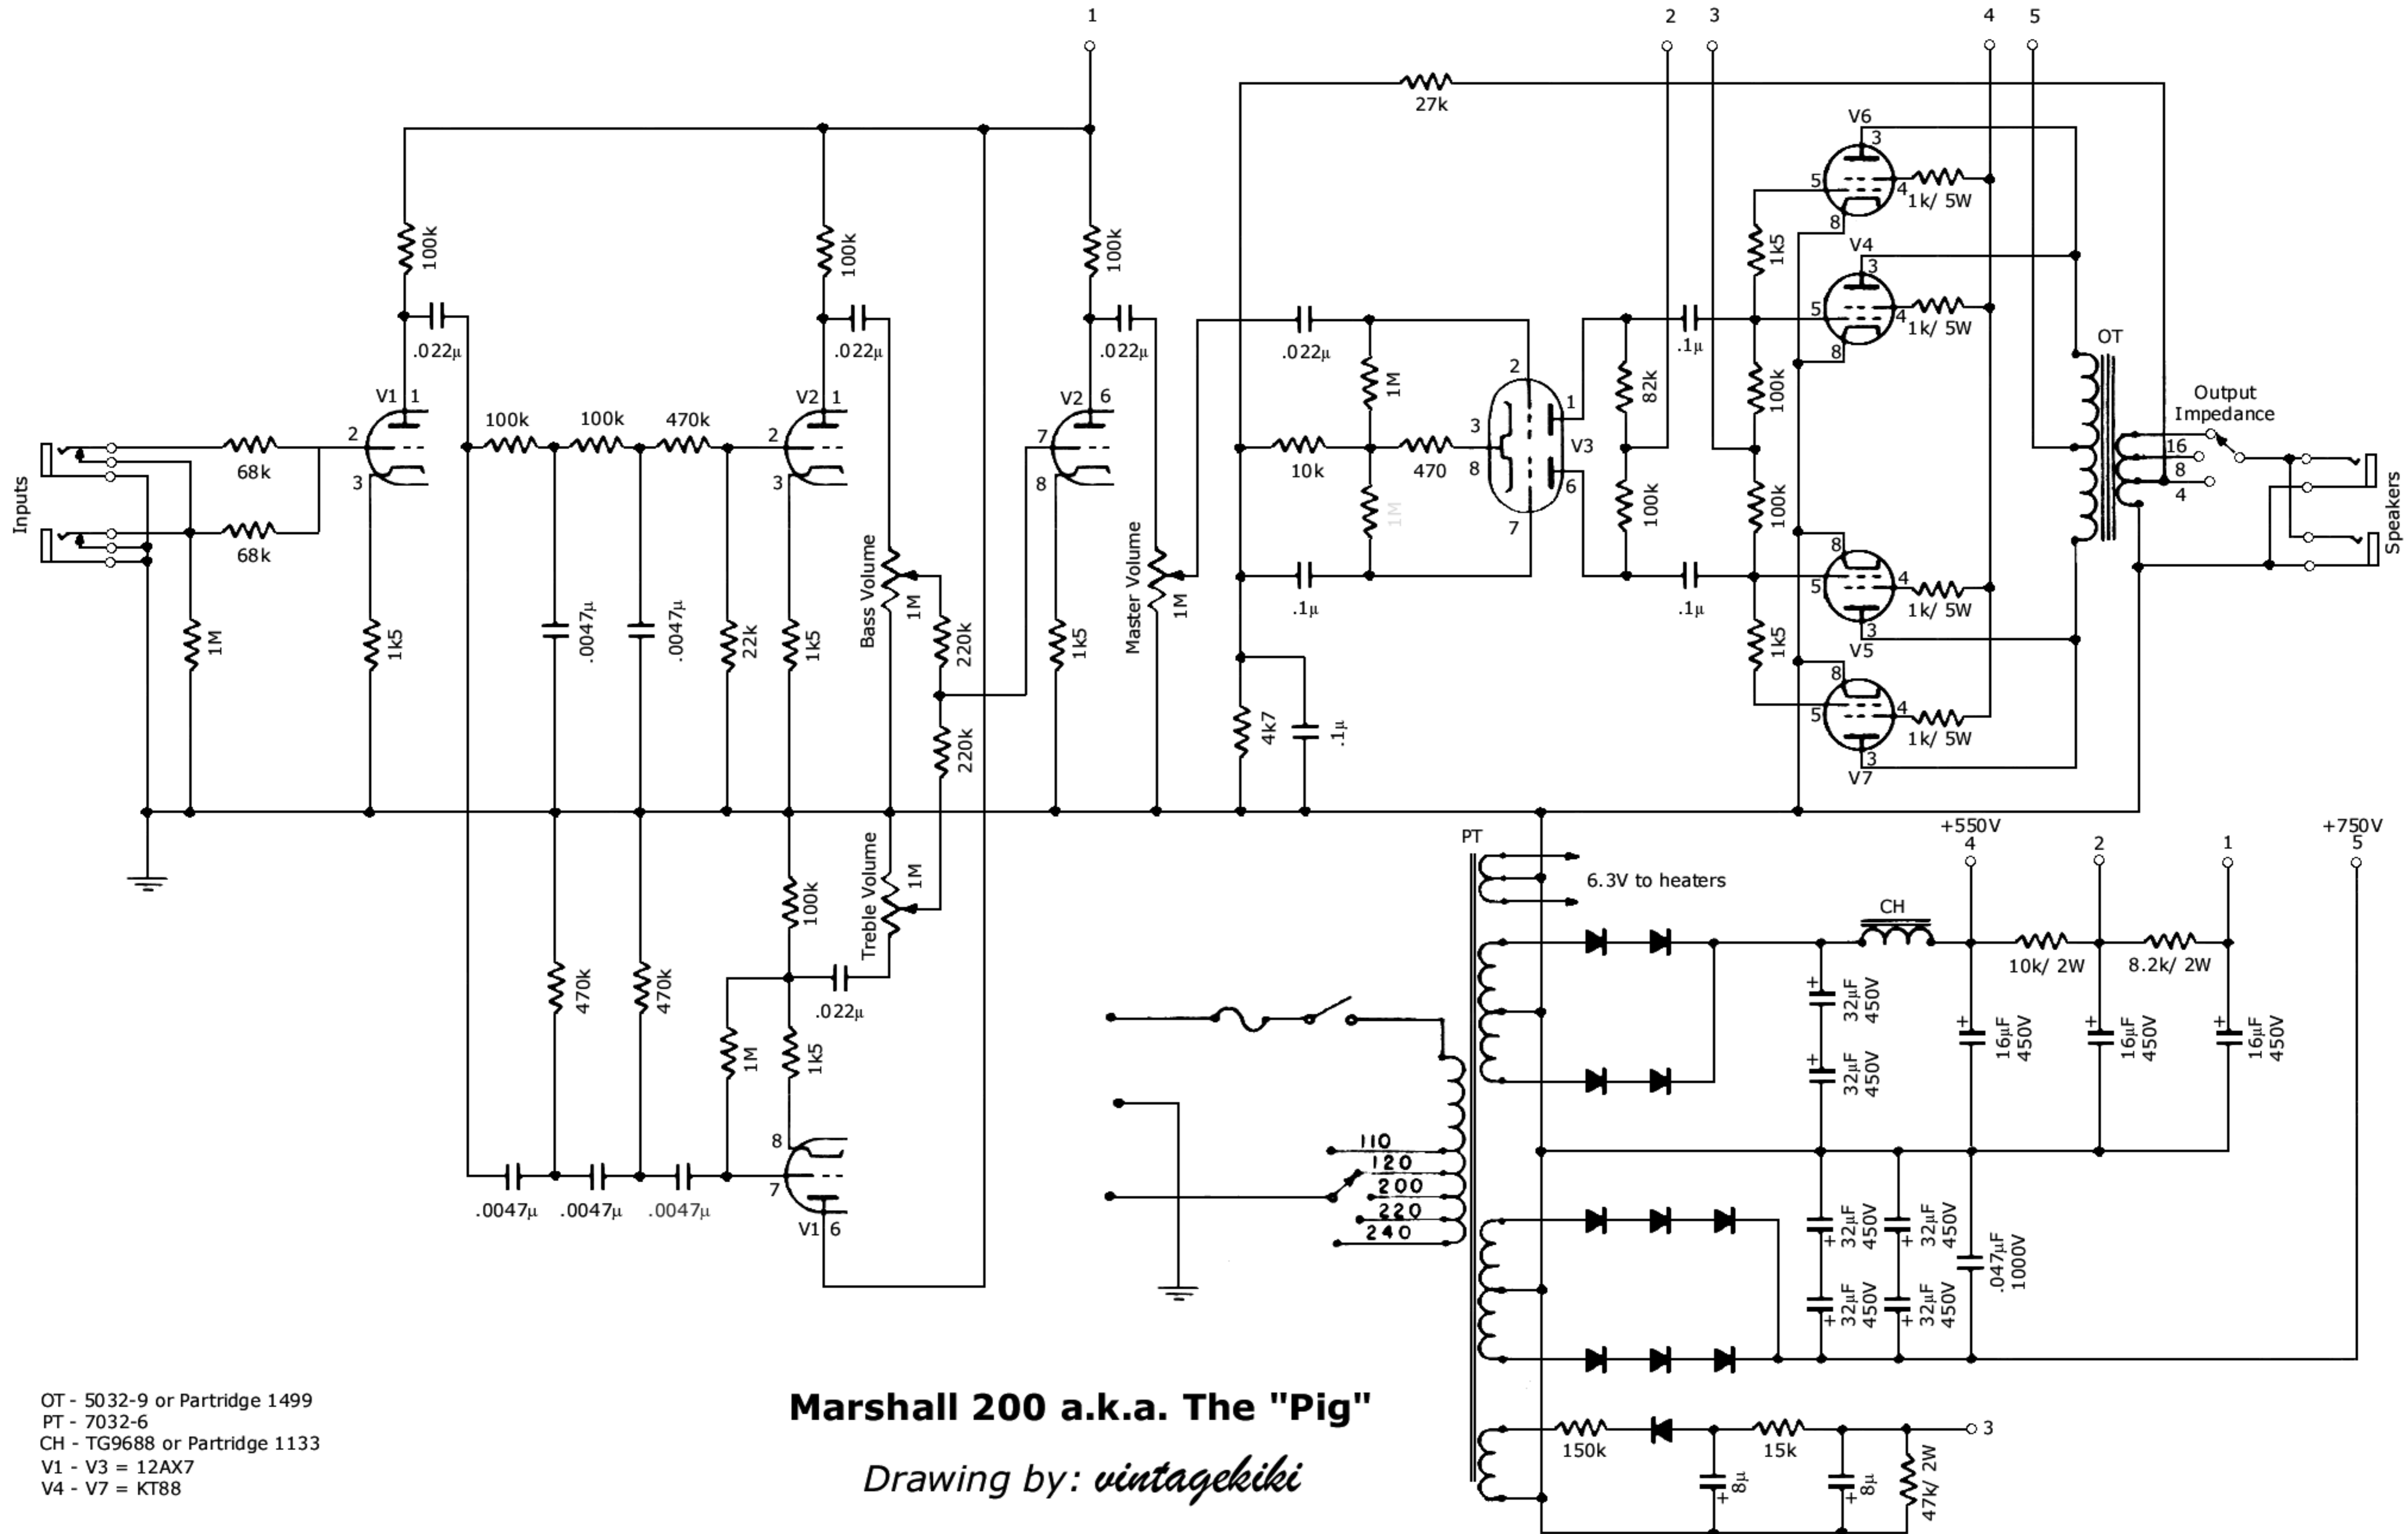 1
2
3
4
5
27k
V6
3
5
4
1k/ 5W
8
1k5
V4
3
5
4
1k/ 5W
8
100k
100k
100k
.022µ
.022µ
.022µ
.022µ
.1µ
OT
Output
Impedance
16
8
4
Speakers
V1
1
2
3
100k
100k
470k
V2
1
2
3
V2
6
7
8
1M
2
1
3
8
V3
6
7
82k
100k
10k
470
1M
100k
100k
Inputs
68k
68k
1M
1k5
.0047µ
.0047µ
22k
1k5
Bass Volume
1M
220k
220k
1k5
Master Volume
1M
.1µ
.1µ
4k7
.1µ
8
4
5
1k/ 5W
3
V5
1k5
8
4
5
1k/ 5W
3
V7
470k
470k
100k
Treble Volume
1M
.022µ
1M
1k5
8
7
V1
6
.0047µ
.0047µ
.0047µ
PT
6.3V to heaters
+550V
4
2
1
+750V
5
CH
10k/ 2W
8.2k/ 2W
32µF
450V
32µF
450V
16µF
450V
16µF
450V
16µF
450V
110
120
200
220
240
32µF
450V
32µF
450V
32µF
450V
32µF
450V
.047µF
1000V
150k
15k
3
8µ
8µ
47k/ 2W
OT - 5032-9 or Partridge 1499
PT - 7032-6
CH - TG9688 or Partridge 1133
V1 - V3 = 12AX7
V4 - V7 = KT88
Marshall 200 a.k.a. The "Pig"
Drawing by: vintagekiki